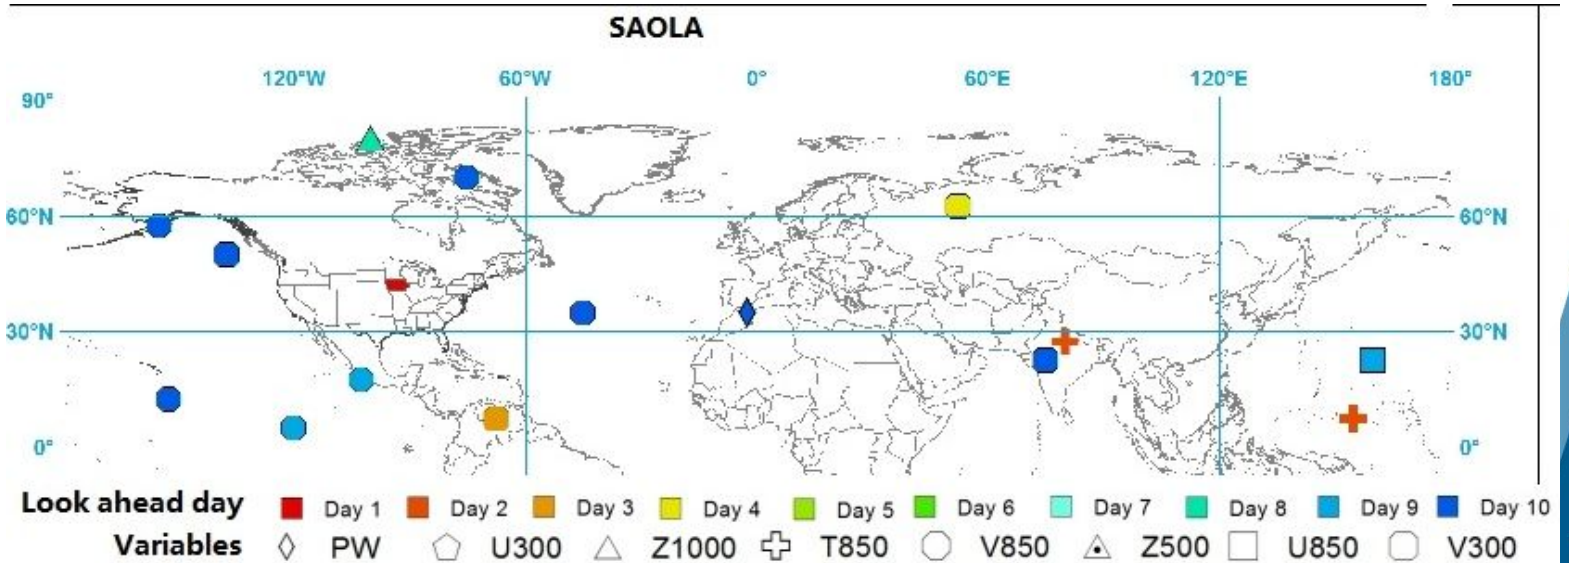 SAOLA
120°W 60°W 0° 60°E 120°E 180°
90°
60°N 60°N
30°N 30°N
0° 0°
Look ahead day Day 1 Day 2 Day 3 Day 4 Day 5 Day 6 Day 7 Day 8 Day 9 Day 10
Variables PW U300 Z1000 T850 V850 Z500 U850 V300